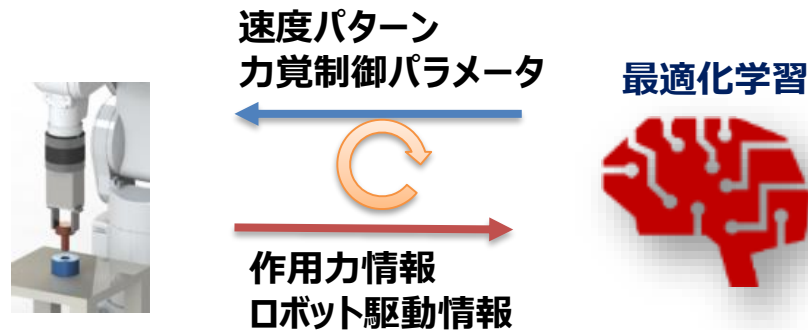 速度パターン
力覚制御パラメータ
最適化学習
作用力情報
ロボット駆動情報